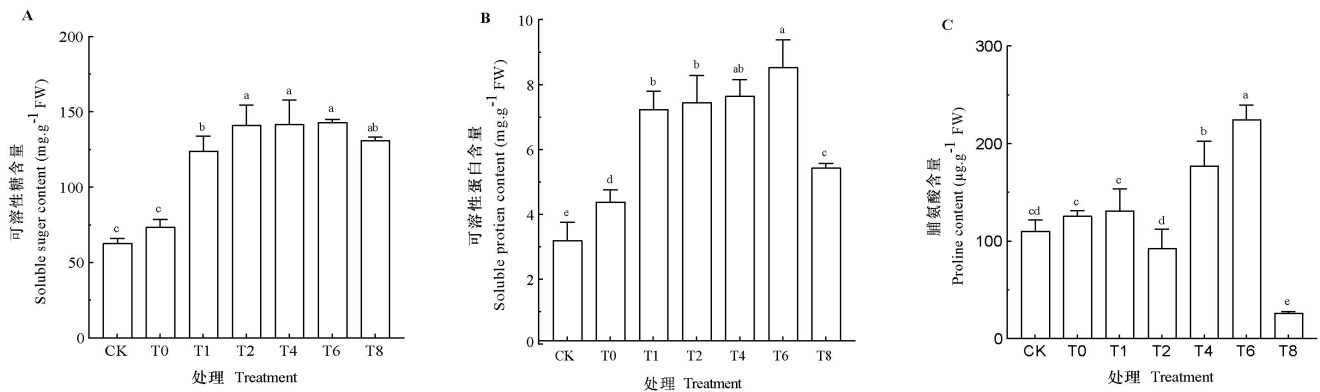 A
可溶性糖含量
Soluble suger content (mg.g-1 FW)
200
150
100
50
0
c
c
b
a
a
a
ab
CK T0 T1 T2 T4 T6 T8
处理 Treatment
B
可溶性蛋白含量
Soluble protien content (mg.g-1 FW)
10
8
6
4
2
0
e
d
b
b
ab
a
c
CK T0 T1 T2 T4 T6 T8
处理 Treatment
C
脯氨酸含量
Proline content (µg.g-1 FW)
300
200
100
0
cd
c
c
d
b
a
e
CK T0 T1 T2 T4 T6 T8
处理 Treatment